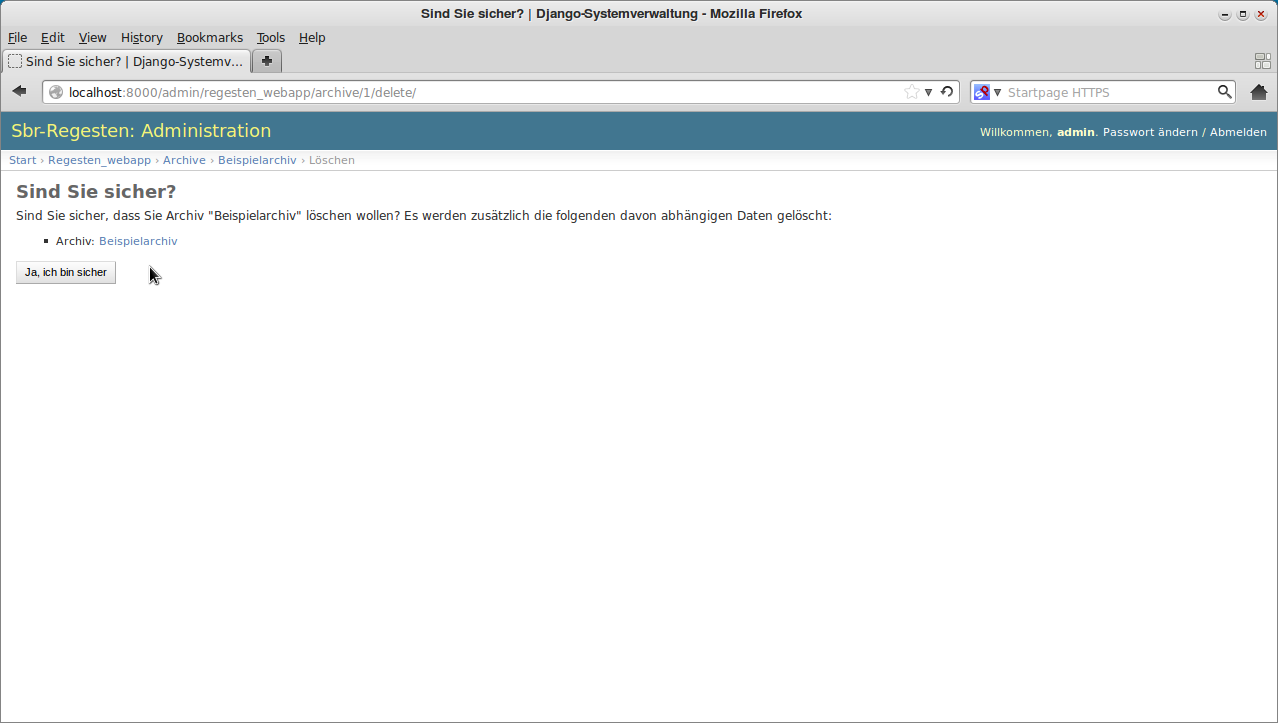 Sind Sie sicher? | Django-Systemverwaltung - Mozilla Firefox
File Edit View History Bookmarks Tools Help
Sind Sie sicher? | Django-Systemv...
localhost:8000/admin/regesten_webapp/archive/1/delete/
Startpage HTTPS
Sbr-Regesten: Administration
Willkommen, admin. Passwort ändern / Abmelden
Start › Regesten_webapp › Archive › Beispielarchiv › Löschen
Sind Sie sicher?
Sind Sie sicher, dass Sie Archiv "Beispielarchiv" löschen wollen? Es werden zusätzlich die folgenden davon abhängigen Daten gelöscht:
Archiv: Beispielarchiv
Ja, ich bin sicher